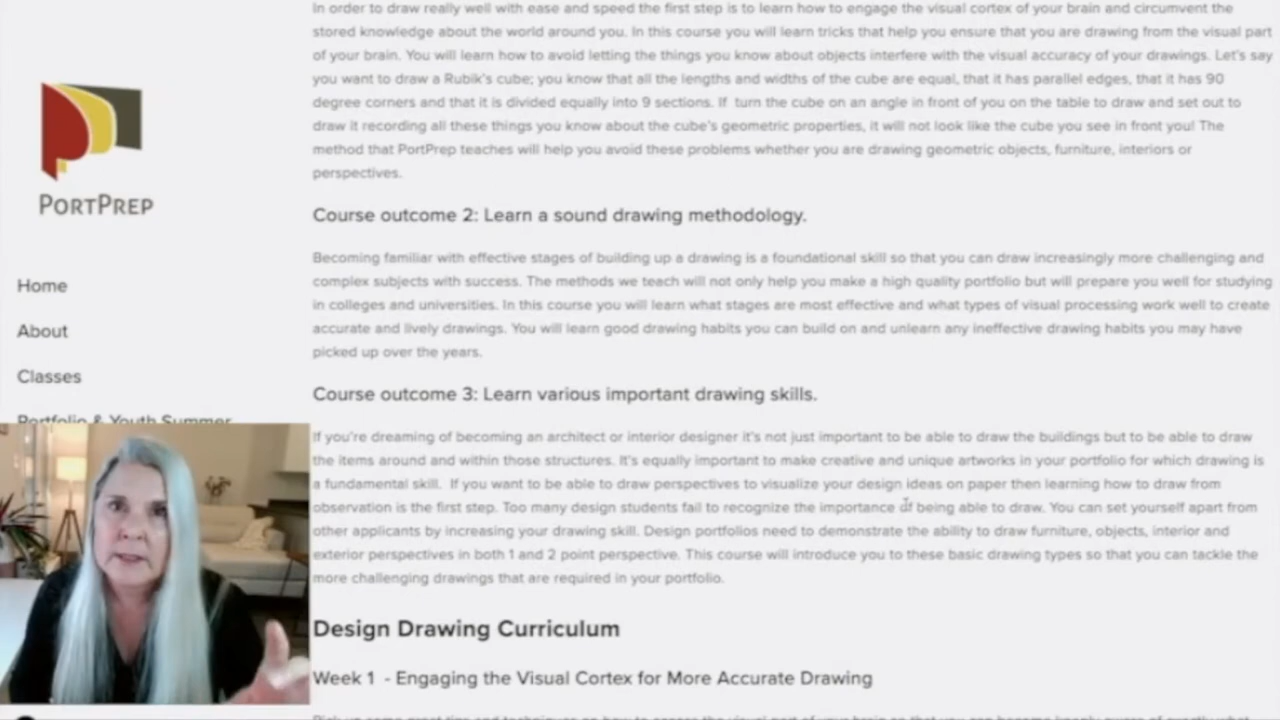 In order to draw really well with ease and speed the first step is to learn how to engage the visual cortex of your brain and circumvent the
stored knowledge about the world around you. In this course you will learn tricks that help you ensure that you are drawing from the visual part
of your brain. You will learn how to avoid letting the things you know about objects interfere with the visual accuracy of your drawings. Let's say
you want to draw a Rubik's cube; you know that all the lengths and widths of the cube are equal, that it has parallel edges, that it has 90
degree corners and that it is divided equally into 9 sections. If turn the cube on an angle in front of you on the table to draw and set out to
draw it recording all these things you know about the cube's geometric properties, it will not look like the cube you see in front you! The
method that PortPrep teaches will help you avoid these problems whether you are drawing geometric objects, furniture, interiors or
perspectives.
PORTPREP
Course outcome 2: Learn a sound drawing methodology.
Becoming familiar with effective stages of building up a drawing is a foundational skill so that you can draw increasingly more challenging and
complex subjects with success. The methods we teach will not only help you make a high quality portfolio but will prepare you well for studying
in colleges and universities. In this course you will learn what stages are most effective and what types of visual processing work well to create
accurate and lively drawings. You will learn good drawing habits you can build on and unlearn any ineffective drawing habits you may have
picked up over the years.
Home
About
Classes
Portfolio & Youth Summer
Course outcome 3: Learn various important drawing skills.
If you're dreaming of becoming an architect or interior designer it's not just important to be able to draw the buildings but to be able to draw
the items around and within those structures. It's equally important to make creative and unique artworks in your portfolio for which drawing is
a fundamental skill. If you want to be able to draw perspectives to visualize your design ideas on paper then learning how to draw from
observation is the first step. Too many design students fail to recognize the importance of being able to draw. You can set yourself apart from
other applicants by increasing your drawing skill. Design portfolios need to demonstrate the ability to draw furniture, objects, interior and
exterior perspectives in both 1 and 2 point perspective. This course will introduce you to these basic drawing types so that you can tackle the
more challenging drawings that are required in your portfolio.
Design Drawing Curriculum
Week 1 - Engaging the Visual Cortex for More Accurate Drawing